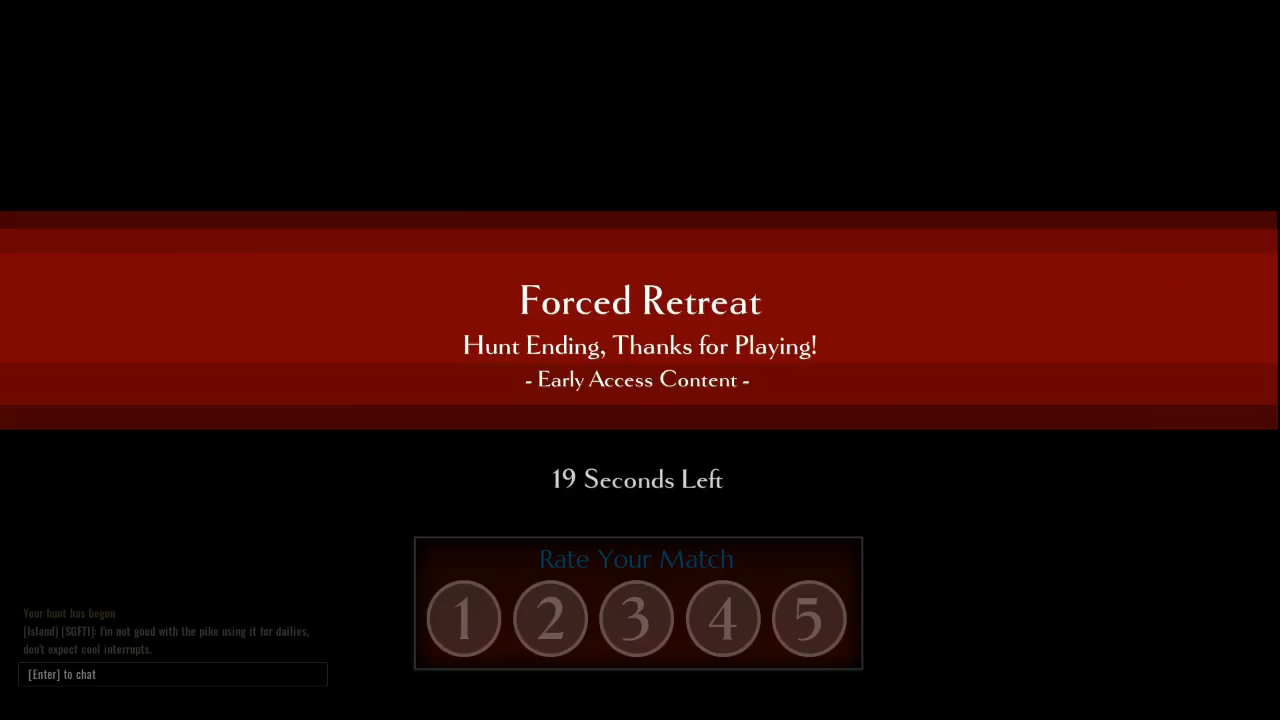 Forced Retreat
Hunt Ending, Thanks for Playing!
- Early Access Content -
19 Seconds Left
Rate Your Match
1 2 3 4 5
Your hunt has begun
[Island] [SGFTI]: I'm not good with the pike using it for dailies,
don't expect cool interrupts.
[Enter] to chat